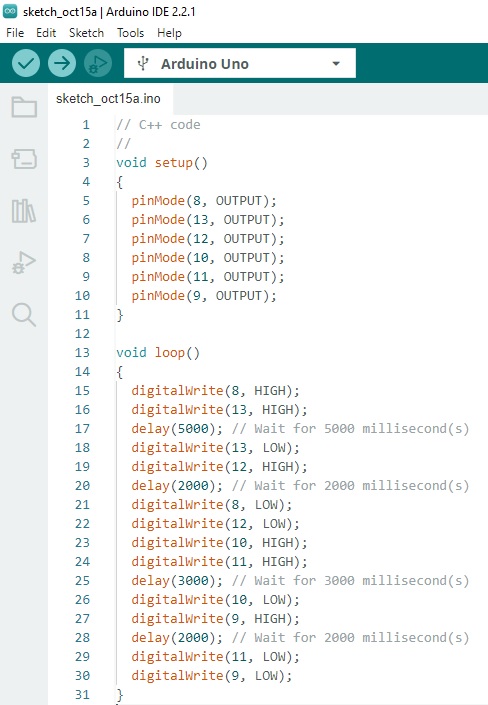 sketch_oct15a | Arduino IDE 2.2.1
File Edit Sketch Tools Help
Arduino Uno
sketch_oct15a.ino
1 // C++ code
2 //
3 void setup()
4 {
5 pinMode(8, OUTPUT);
6 pinMode(13, OUTPUT);
7 pinMode(12, OUTPUT);
8 pinMode(10, OUTPUT);
9 pinMode(11, OUTPUT);
10 pinMode(9, OUTPUT);
11 }
12
13 void loop()
14 {
15 digitalWrite(8, HIGH);
16 digitalWrite(13, HIGH);
17 delay(5000); // Wait for 5000 millisecond(s)
18 digitalWrite(13, LOW);
19 digitalWrite(12, HIGH);
20 delay(2000); // Wait for 2000 millisecond(s)
21 digitalWrite(8, LOW);
22 digitalWrite(12, LOW);
23 digitalWrite(10, HIGH);
24 digitalWrite(11, HIGH);
25 delay(3000); // Wait for 3000 millisecond(s)
26 digitalWrite(10, LOW);
27 digitalWrite(9, HIGH);
28 delay(2000); // Wait for 2000 millisecond(s)
29 digitalWrite(11, LOW);
30 digitalWrite(9, LOW);
31 }